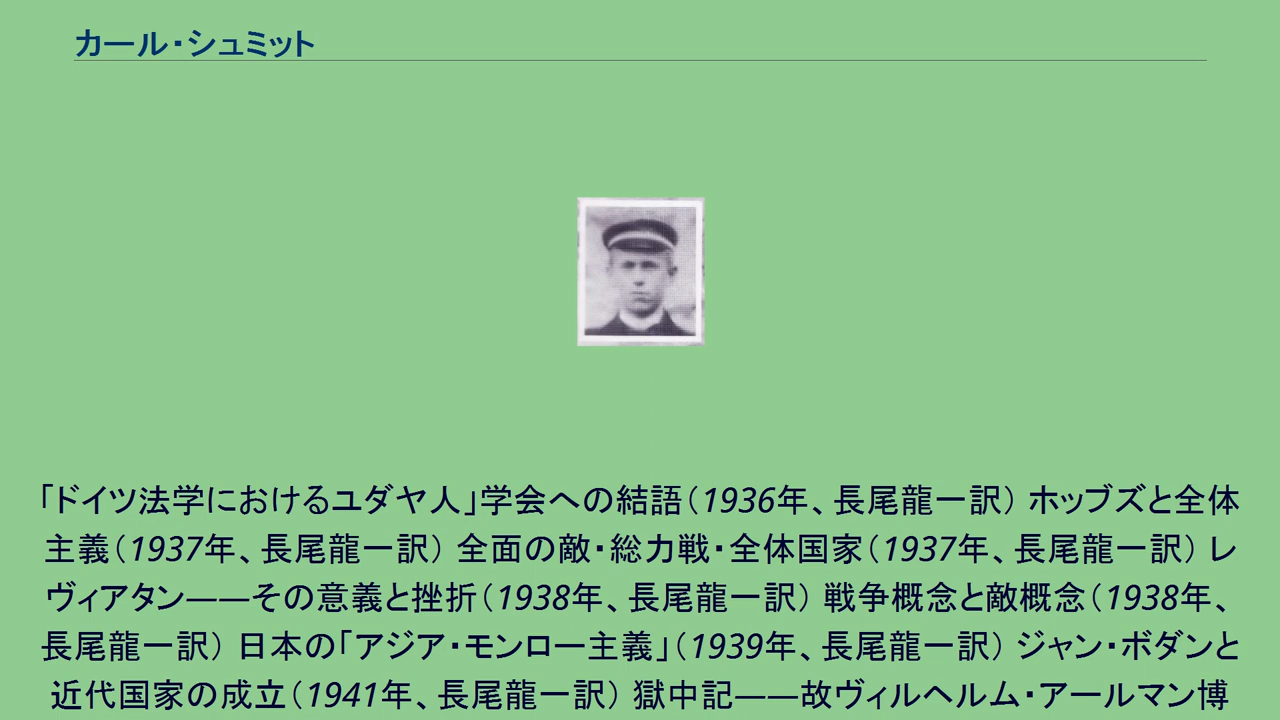 カール・シュミット
「ドイツ法学におけるユダヤ人」学会への結語（1936年、長尾龍一訳） ホッブズと全体
主義（1937年、長尾龍一訳） 全面の敵・総力戦・全体国家（1937年、長尾龍一訳） レ
ヴィアタン——その意義と挫折（1938年、長尾龍一訳） 戦争概念と敵概念（1938年、
長尾龍一訳） 日本の「アジア・モンロー主義」（1939年、長尾龍一訳） ジャン・ボダンと
近代国家の成立（1941年、長尾龍一訳） 獄中記——故ヴィルヘルム・アールマン博